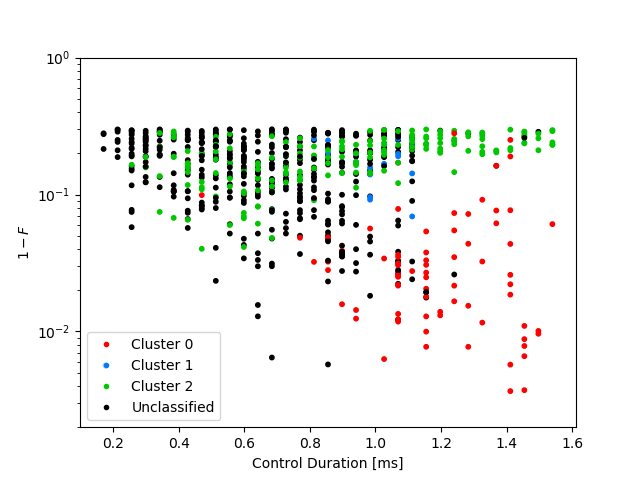 10⁰
10⁻¹
10⁻²
1 − F
0.2 0.4 0.6 0.8 1.0 1.2 1.4 1.6
Control Duration [ms]
Cluster 0
Cluster 1
Cluster 2
Unclassified